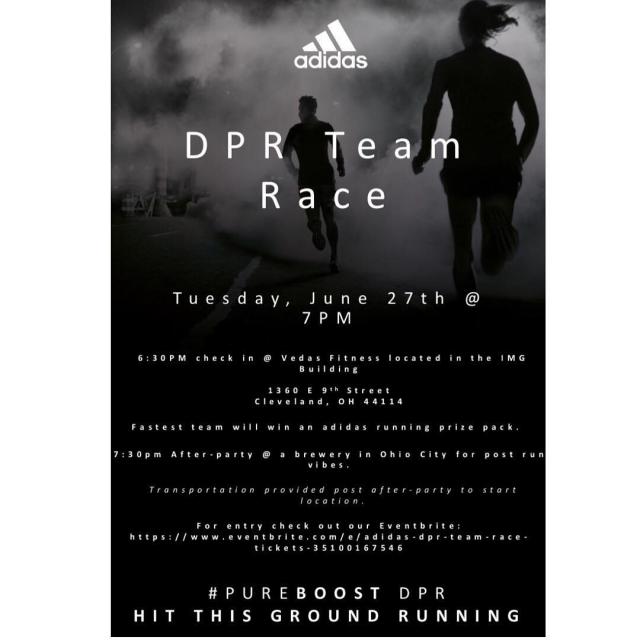 adidas
DPR Team
Race
Tuesday, June 27th @
7PM
6:30PM check in @ Vedas Fitness located in the IMG
Building
1360 E 9th Street
Cleveland, OH 44114
Fastest team will win an adidas running prize pack.
7:30pm After-party @ a brewery in Ohio City for post run
vibes.
Transportation provided post after-party to start
location.
For entry check out our Eventbrite:
https://www.eventbrite.com/e/adidas-dpr-team-race-
tickets-35100167546
#PUREBOOST DPR
HIT THIS GROUND RUNNING